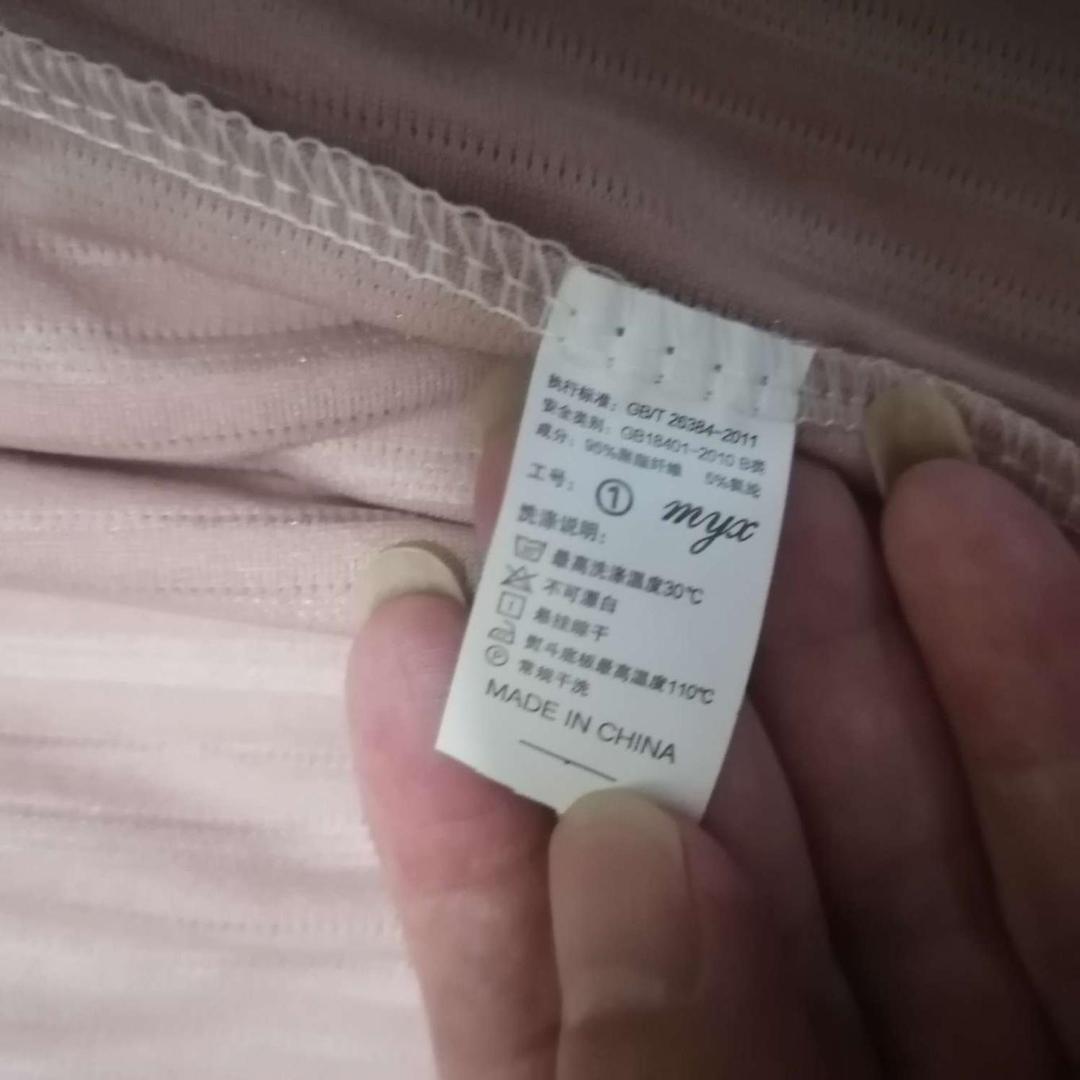 执行标准：GB/T 26384-2011
安全类别：GB18401-2010 B类
成分：95%聚酯纤维 5%氨纶
工号：① myx
洗涤说明：
最高洗涤温度30℃
不可漂白
悬挂晾干
熨斗底板最高温度110℃
Ⓟ 常规干洗
MADE IN CHINA